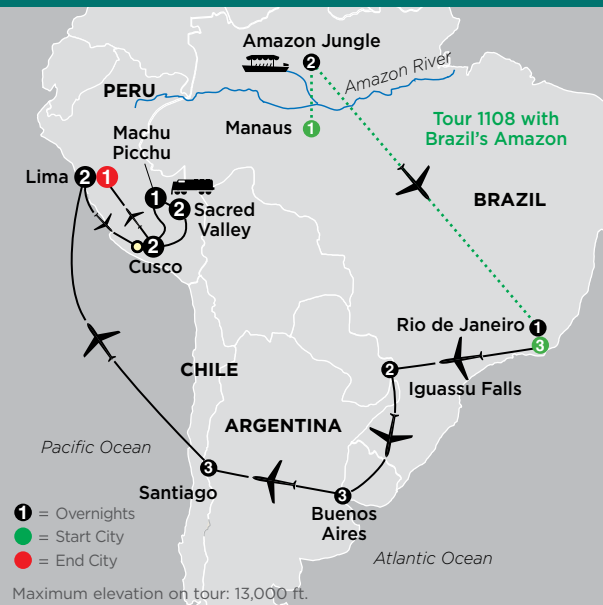 Amazon Jungle
2
Amazon River
PERU
Manaus 1
Tour 1108 with
Brazil's Amazon
Machu
Picchu
Lima 2 1
1
2 Sacred
Valley
BRAZIL
2
Cusco
Rio de Janeiro 1
3
2
Iguassu Falls
CHILE
ARGENTINA
Pacific Ocean
3
Santiago
3
Buenos
Aires
1 = Overnights
= Start City
= End City
Atlantic Ocean
Maximum elevation on tour: 13,000 ft.